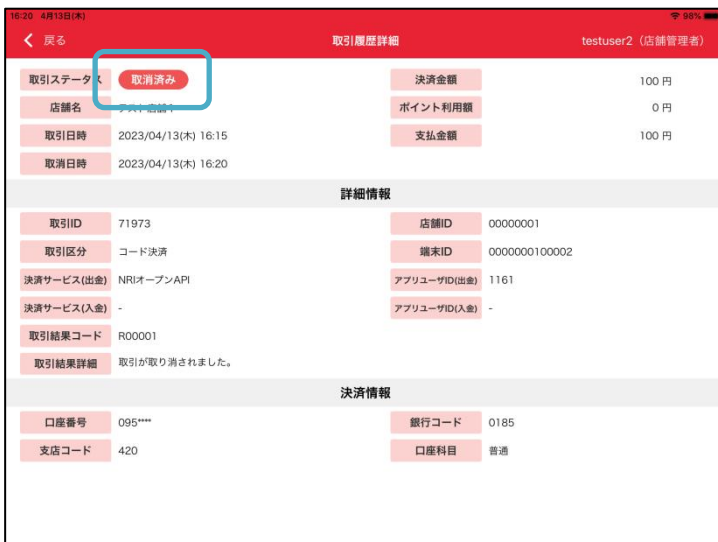 16:20 4月13日(木) 98%
戻る 取引履歴詳細 testuser2（店舗管理者）
取引ステータス 取消済み 決済金額 100 円
店舗名 ポイント利用額 0 円
取引日時 2023/04/13(木) 16:15 支払金額 100 円
取消日時 2023/04/13(木) 16:20
詳細情報
取引ID 71973 店舗ID 00000001
取引区分 コード決済 端末ID 0000000100002
決済サービス(出金) NRIオープンAPI アプリユーザID(出金) 1161
決済サービス(入金) - アプリユーザID(入金) -
取引結果コード R00001
取引結果詳細 取引が取り消されました。
決済情報
口座番号 095**** 銀行コード 0185
支店コード 420 口座科目 普通